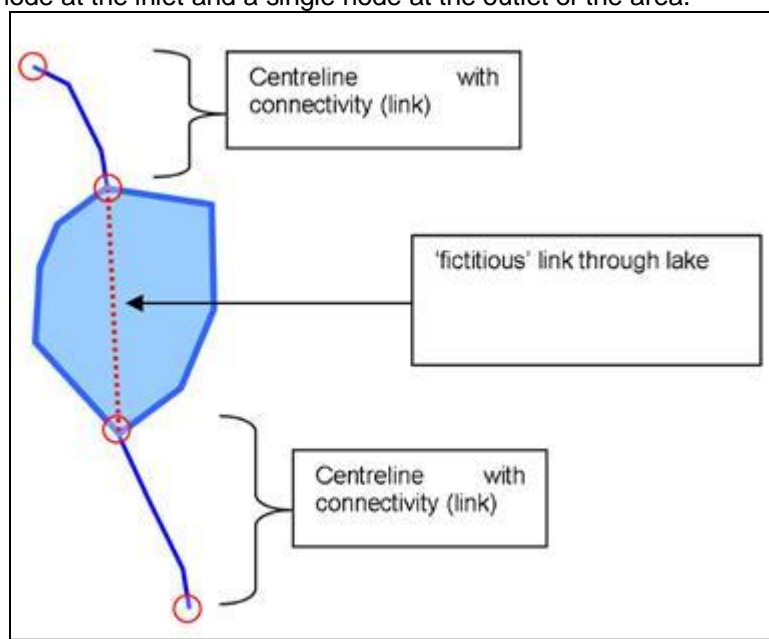 node at the inlet and a single node at the outlet of the area.
Centreline with
connectivity (link)
'fictitious' link through lake
Centreline with
connectivity (link)